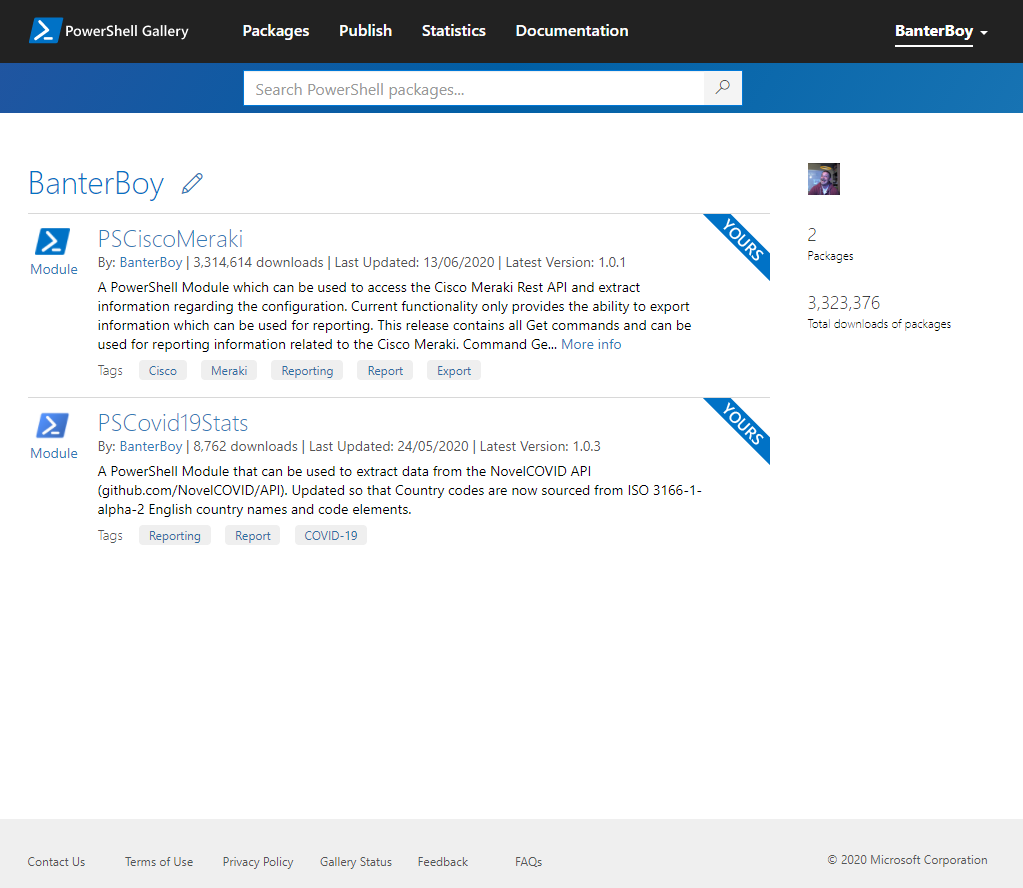 PowerShell Gallery
Packages
Publish
Statistics
Documentation
BanterBoy
Search PowerShell packages...
BanterBoy
PSCiscoMeraki
YOURS
Module
By: BanterBoy | 3,314,614 downloads | Last Updated: 13/06/2020 | Latest Version: 1.0.1
A PowerShell Module which can be used to access the Cisco Meraki Rest API and extract
information regarding the configuration. Current functionality only provides the ability to export
information which can be used for reporting. This release contains all Get commands and can be
used for reporting information related to the Cisco Meraki. Command Ge... More info
Tags Cisco Meraki Reporting Report Export
PSCovid19Stats
YOURS
Module
By: BanterBoy | 8,762 downloads | Last Updated: 24/05/2020 | Latest Version: 1.0.3
A PowerShell Module that can be used to extract data from the NovelCOVID API
(github.com/NovelCOVID/API). Updated so that Country codes are now sourced from ISO 3166-1-
alpha-2 English country names and code elements.
Tags Reporting Report COVID-19
2
Packages
3,323,376
Total downloads of packages
Contact Us
Terms of Use
Privacy Policy
Gallery Status
Feedback
FAQs
© 2020 Microsoft Corporation